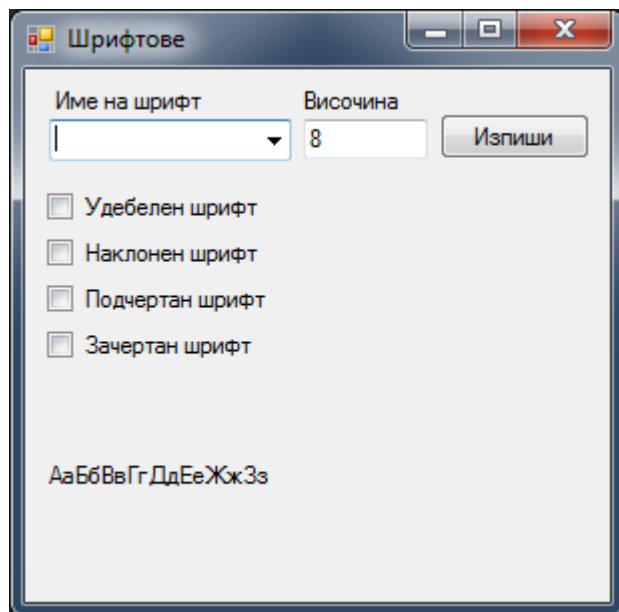 Шрифтове
Име на шрифт Височина
8 Изпиши
Удебелен шрифт
Наклонен шрифт
Подчертан шрифт
Зачертан шрифт
АаБбВвГгДдЕеЖжЗз